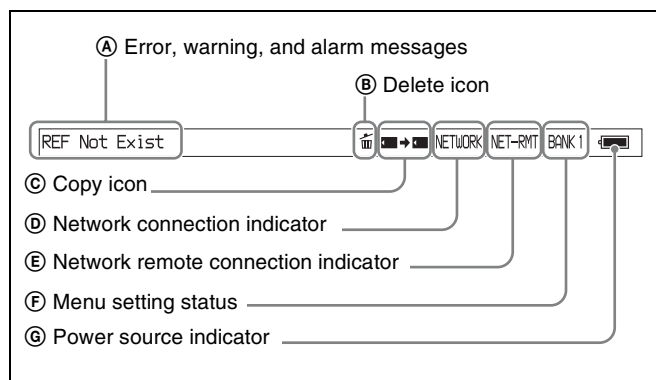 Ⓐ Error, warning, and alarm messages
Ⓑ Delete icon
REF Not Exist NETWORK NET-RMT BANK 1
Ⓒ Copy icon
Ⓓ Network connection indicator
Ⓔ Network remote connection indicator
Ⓕ Menu setting status
Ⓖ Power source indicator